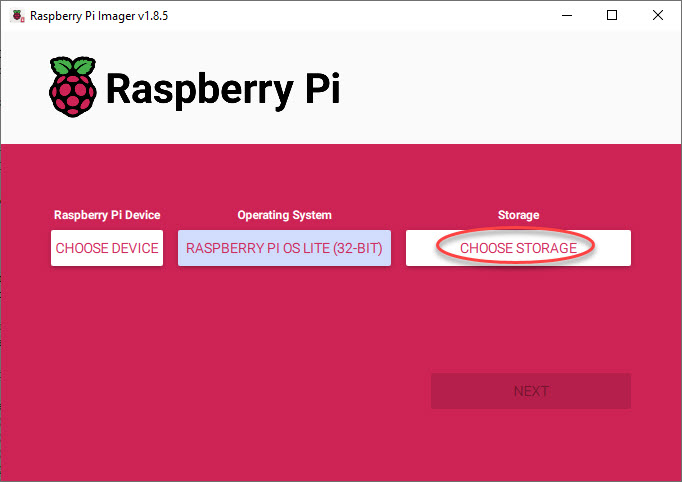 Raspberry Pi Imager v1.8.5
Raspberry Pi
Raspberry Pi Device
Operating System
Storage
CHOOSE DEVICE
RASPBERRY PI OS LITE (32-BIT)
CHOOSE STORAGE
NEXT